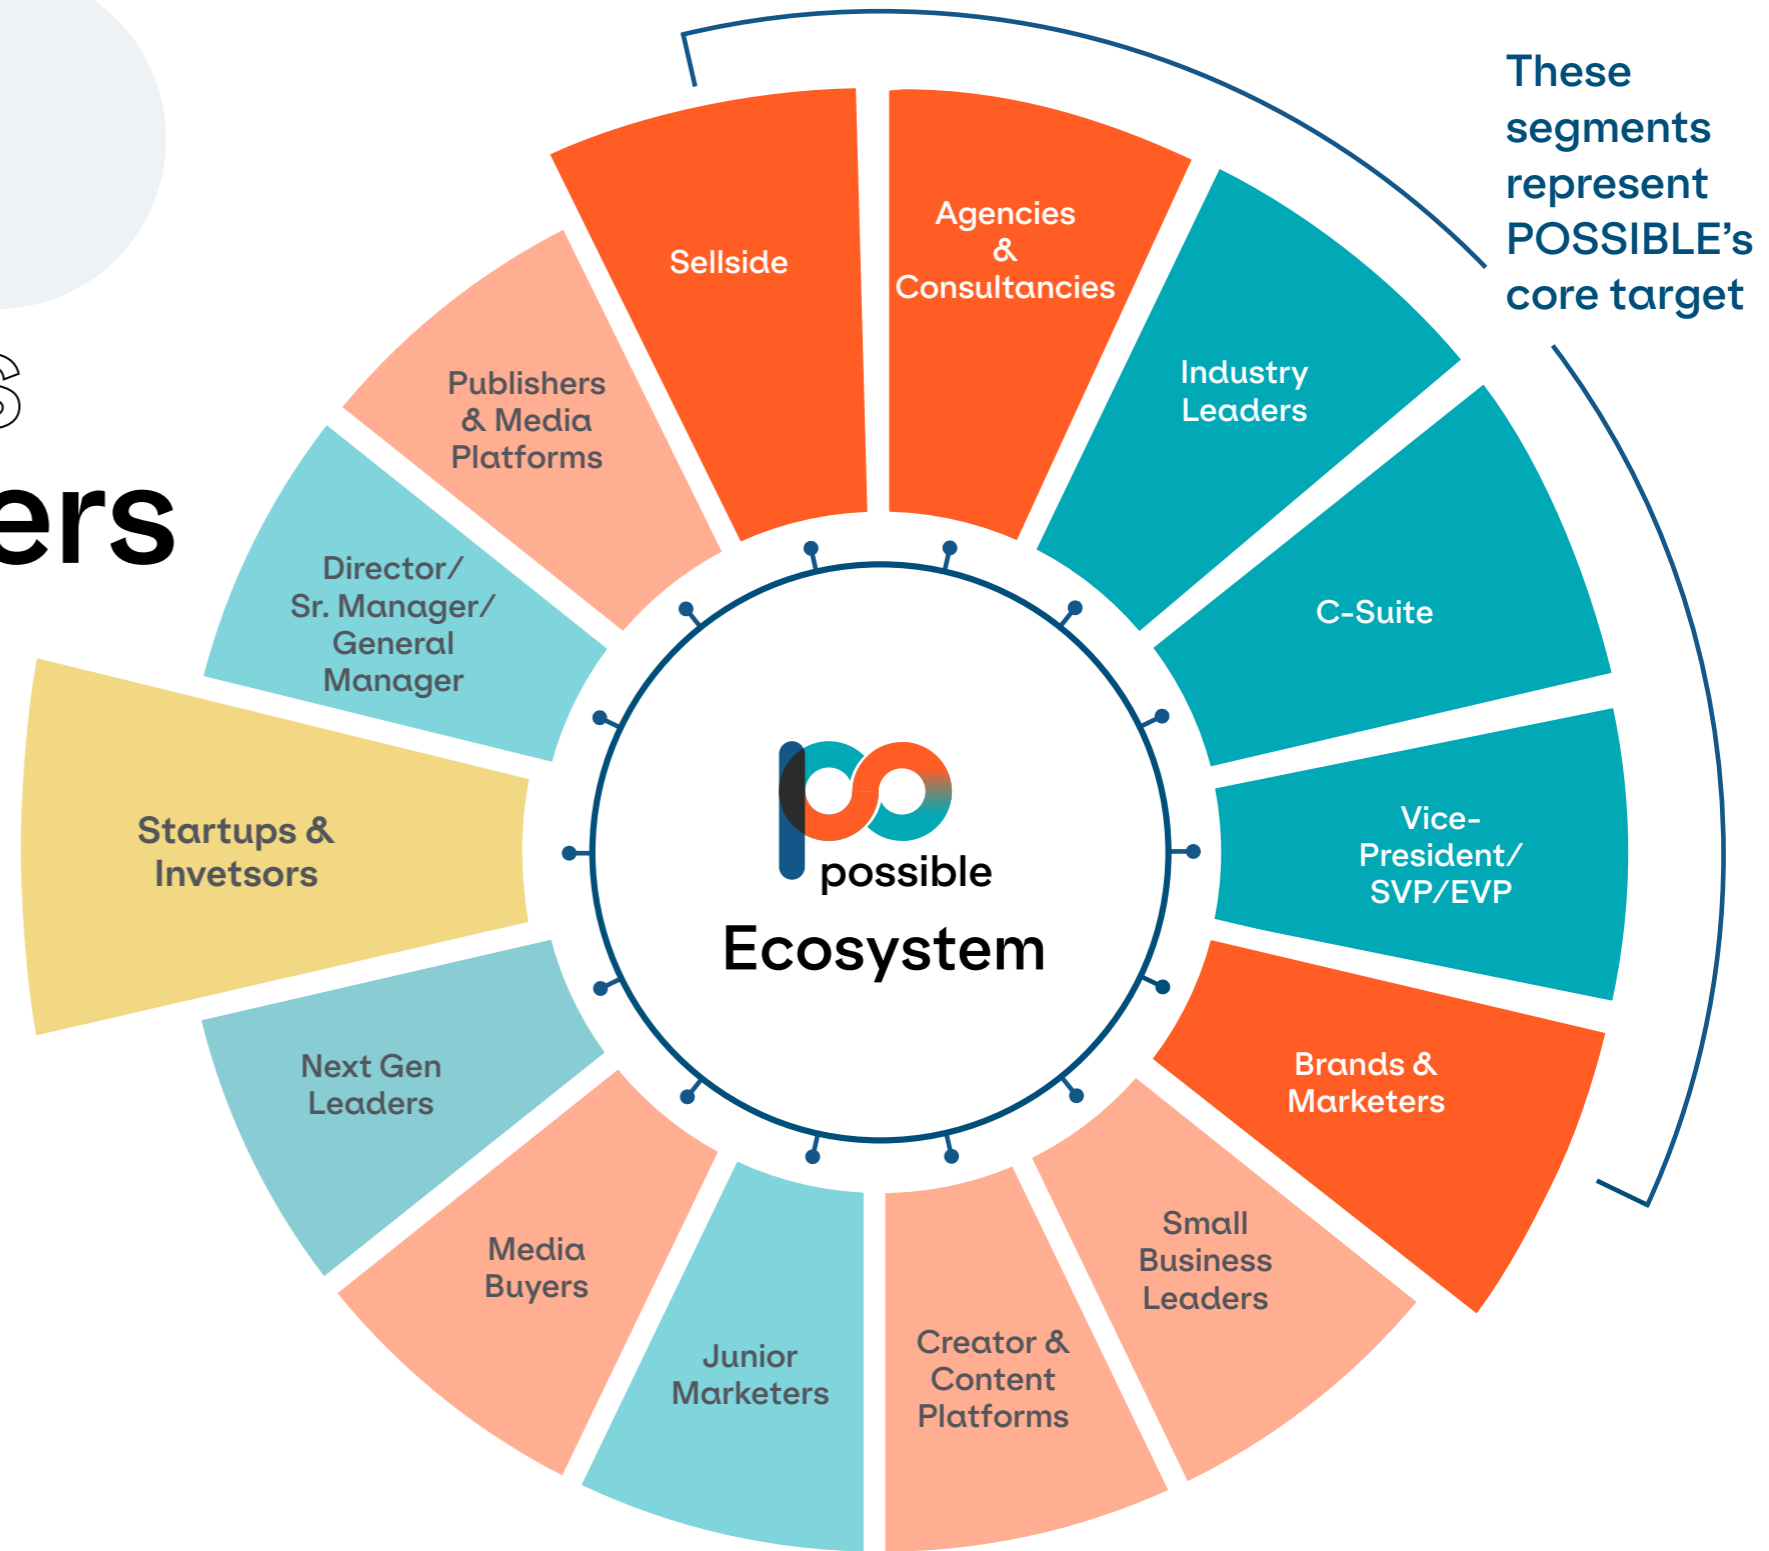 These
segments
represent
POSSIBLE’s
core target
s
ers
Sellside
Agencies
&
Consultancies
Industry
Leaders
C-Suite
Vice-
President/
SVP/EVP
Brands &
Marketers
Small
Business
Leaders
Creator &
Content
Platforms
Junior
Marketers
Media
Buyers
Next Gen
Leaders
Startups &
Invetsors
Director/
Sr. Manager/
General
Manager
Publishers
& Media
Platforms
possible
Ecosystem